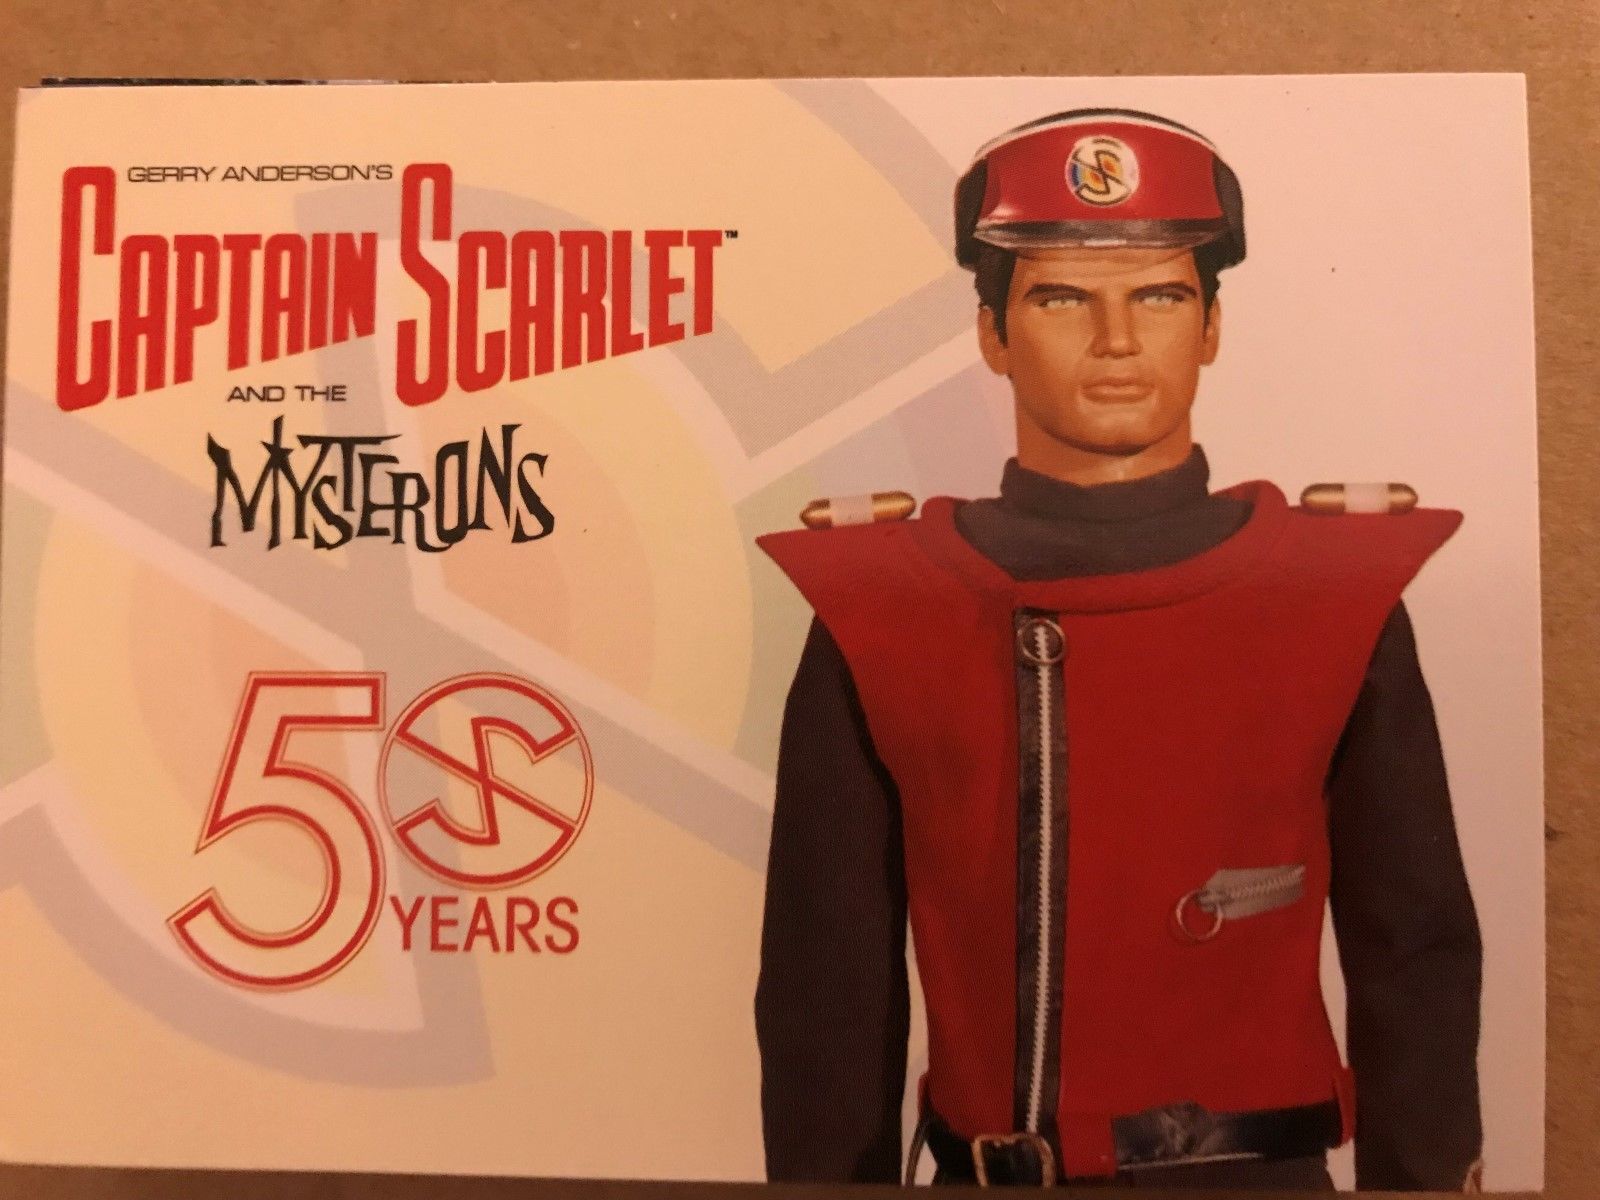 GERRY ANDERSON'S
CAPTAIN SCARLET™
AND THE
MYSTERONS
50
YEARS